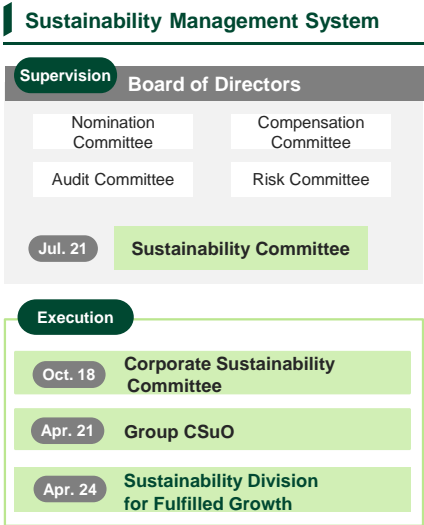 Sustainability Management System
Supervision
Board of Directors
Nomination
Committee
Compensation
Committee
Audit Committee
Risk Committee
Jul. 21
Sustainability Committee
Execution
Oct. 18
Corporate Sustainability
Committee
Apr. 21
Group CSuO
Apr. 24
Sustainability Division
for Fulfilled Growth